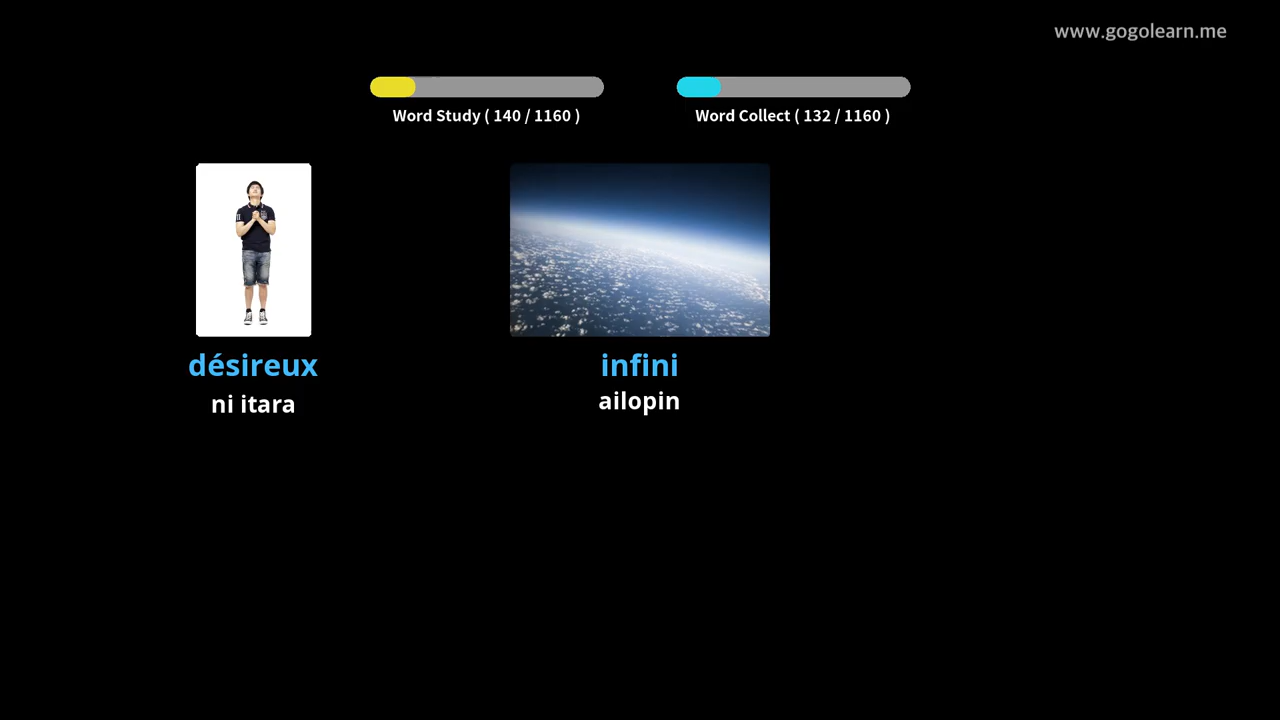 www.gogolearn.me
Word Study ( 140 / 1160 )
Word Collect ( 132 / 1160 )
désireux
ni itara
infini
ailopin